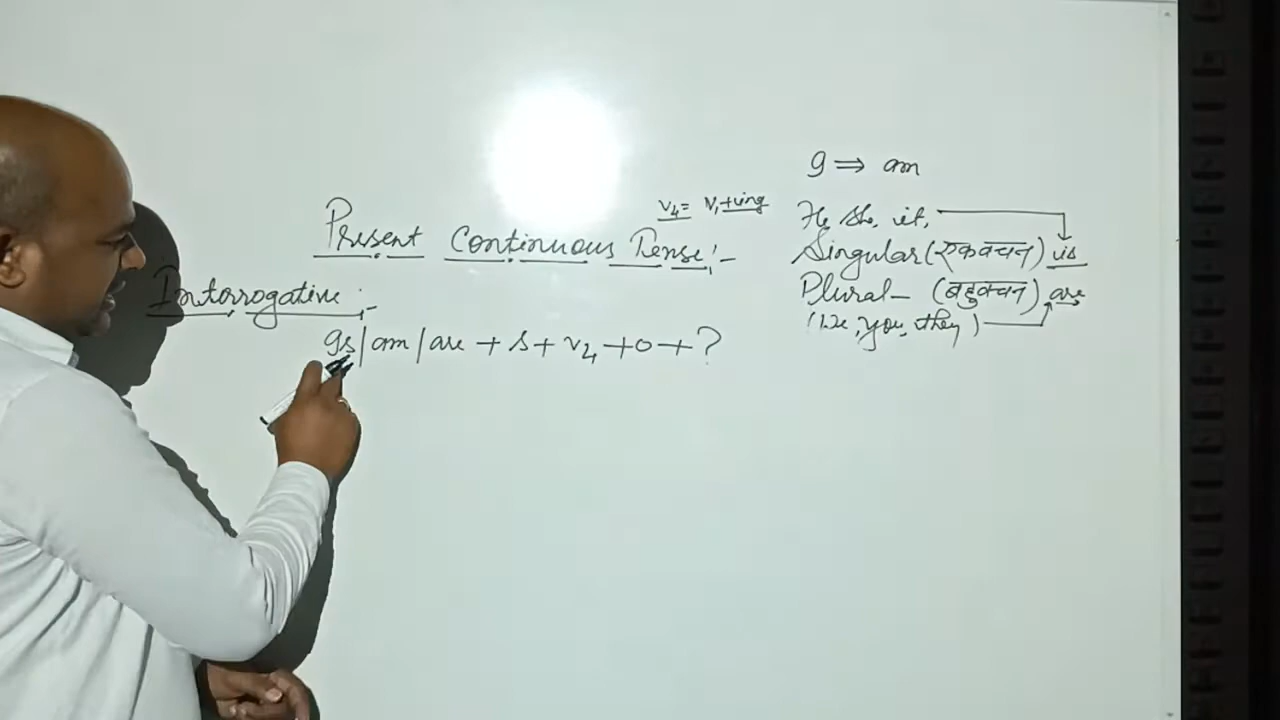 Present Continuous Tense :-
V4 = V1+ing
Interrogative :-
Is/am/are + s + v4 + o + ?
I ⇒ am
He, she, it,
Singular (एकवचन) is
Plural - (बहुवचन) are
(We, you, they)